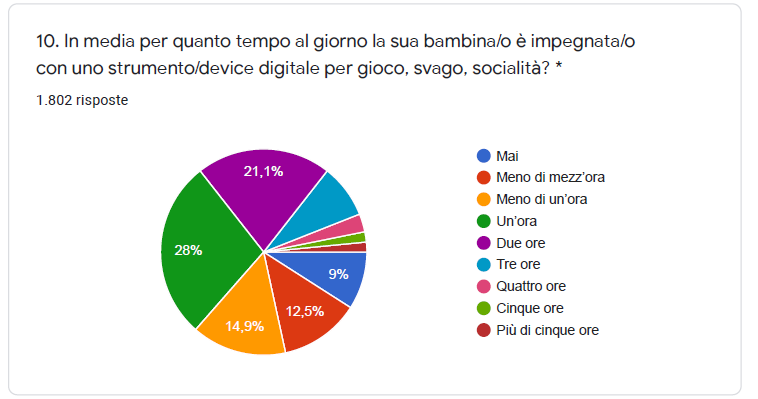 10. In media per quanto tempo al giorno la sua bambina/o è impegnata/o
con uno strumento/device digitale per gioco, svago, socialità? *
1.802 risposte
21,1%
28%
9%
12,5%
14,9%
Mai
Meno di mezz'ora
Meno di un'ora
Un'ora
Due ore
Tre ore
Quattro ore
Cinque ore
Più di cinque ore